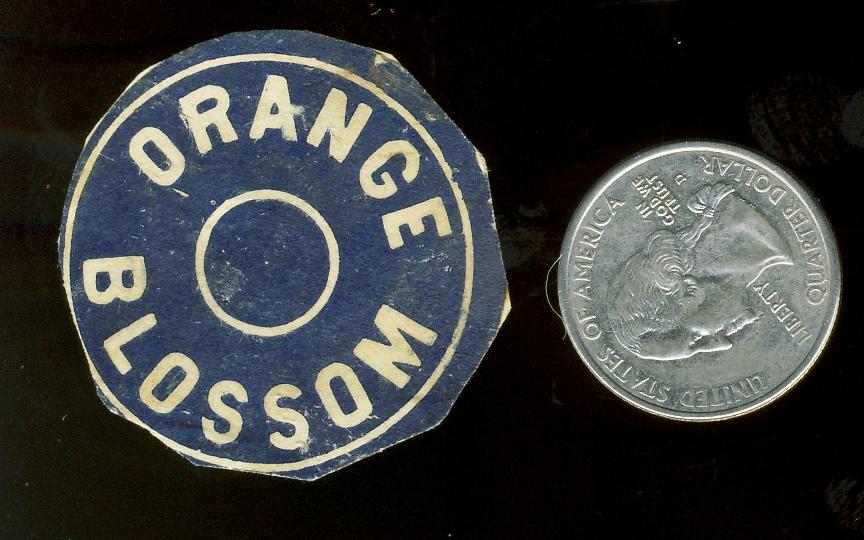 ORANGE
BLOSSOM
UNITED STATES OF AMERICA
LIBERTY
IN
GOD WE
TRUST
P
QUARTER DOLLAR